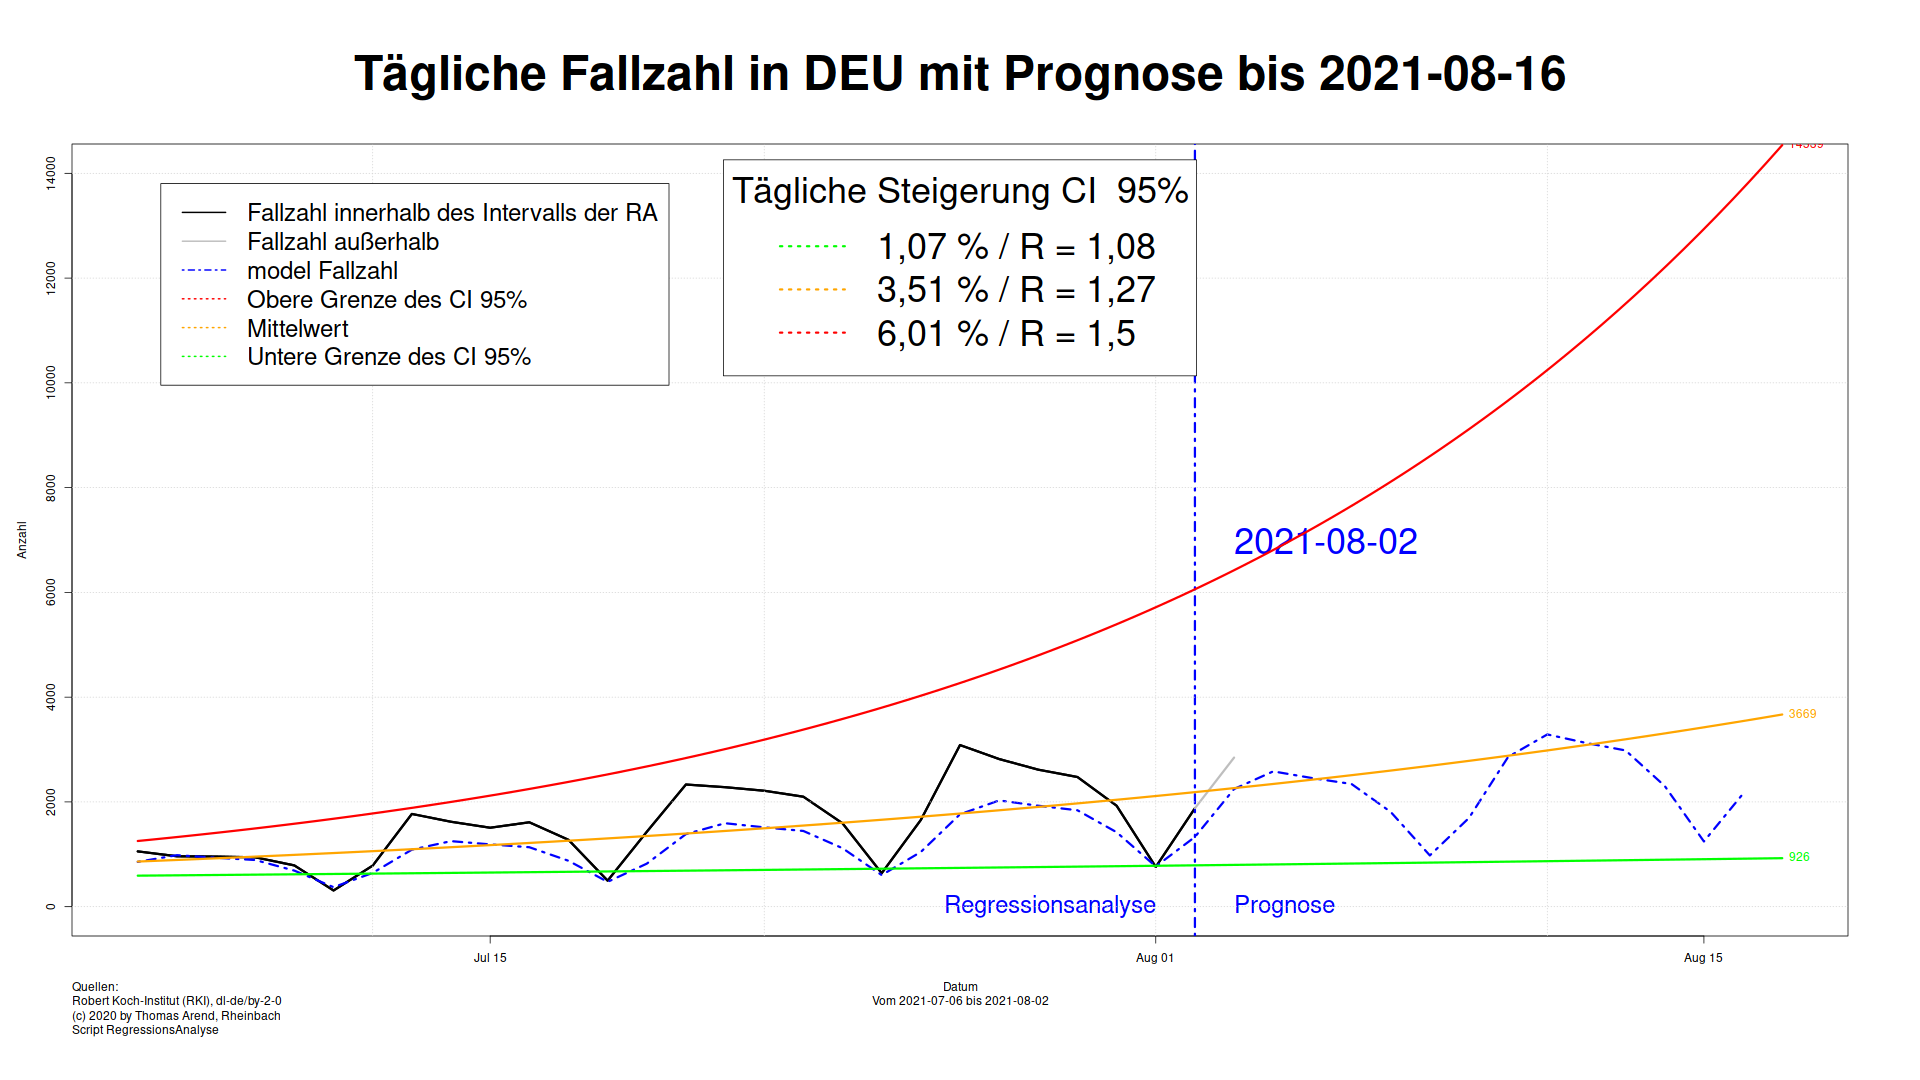 Tägliche Fallzahl in DEU mit Prognose bis 2021-08-16
Fallzahl innerhalb des Intervalls der RA
Fallzahl außerhalb
model Fallzahl
Obere Grenze des CI 95%
Mittelwert
Untere Grenze des CI 95%
Tägliche Steigerung CI 95%
1,07 % / R = 1,08
3,51 % / R = 1,27
6,01 % / R = 1,5
Anzahl
14000
12000
10000
8000
6000
4000
2000
0
2021-08-02
3669
926
Regressionsanalyse
Prognose
Jul 15
Aug 01
Aug 15
Datum
Vom 2021-07-06 bis 2021-08-02
Quellen:
Robert Koch-Institut (RKI), dl-de/by-2-0
(c) 2020 by Thomas Arend, Rheinbach
Script RegressionsAnalyse